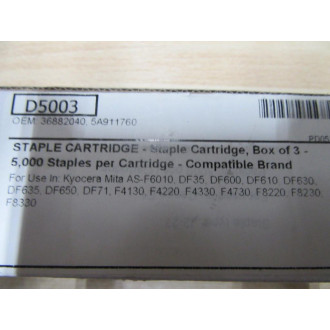 D5003
OEM: 36882040, 5A911760
STAPLE CARTRIDGE - Staple Cartridge, Box of 3 -
5,000 Staples per Cartridge - Compatible Brand
For Use In: Kyocera Mita AS-F6010, DF35, DF600, DF610, DF630,
DF635, DF650, DF71, F4130, F4220, F4330, F4730, F8220, F8230,
F8330